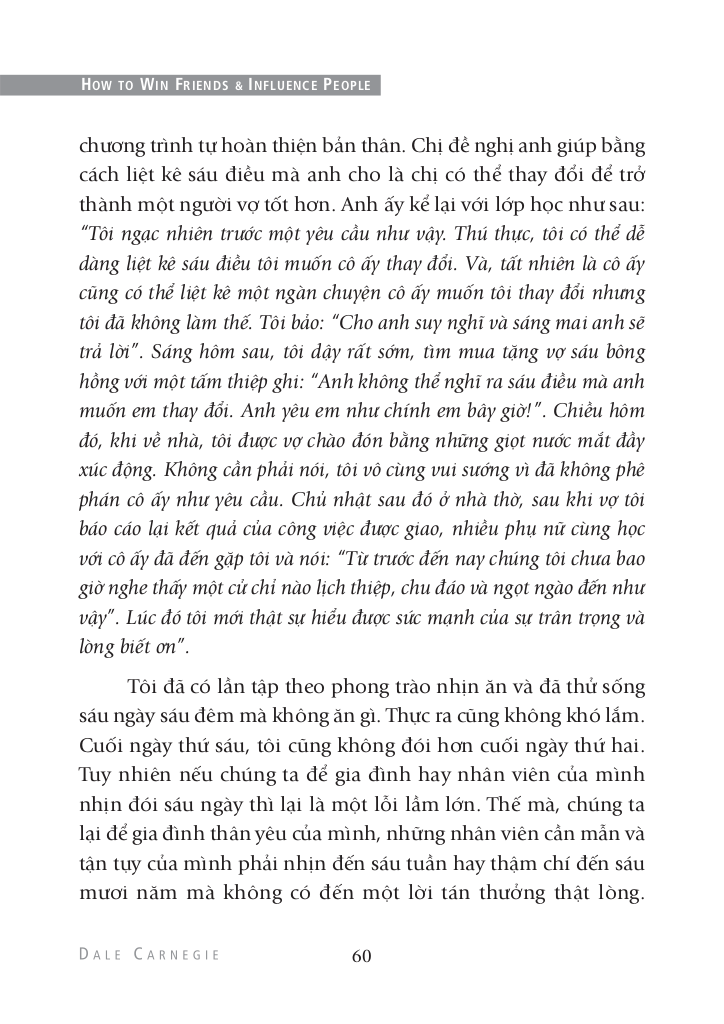 HOW TO WIN FRIENDS & INFLUENCE PEOPLE
chương trình tự hoàn thiện bản thân. Chị đề nghị anh giúp bằng
cách liệt kê sáu điều mà anh cho là chị có thể thay đổi để trở
thành một người vợ tốt hơn. Anh ấy kể lại với lớp học như sau:
“Tôi ngạc nhiên trước một yêu cầu như vậy. Thú thực, tôi có thể dễ
dàng liệt kê sáu điều tôi muốn cô ấy thay đổi. Và, tất nhiên là cô ấy
cũng có thể liệt kê một ngàn chuyện cô ấy muốn tôi thay đổi nhưng
tôi đã không làm thế. Tôi bảo: “Cho anh suy nghĩ và sáng mai anh sẽ
trả lời”. Sáng hôm sau, tôi dậy rất sớm, tìm mua tặng vợ sáu bông
hồng với một tấm thiệp ghi: “Anh không thể nghĩ ra sáu điều mà anh
muốn em thay đổi. Anh yêu em như chính em bây giờ!”. Chiều hôm
đó, khi về nhà, tôi được vợ chào đón bằng những giọt nước mắt đầy
xúc động. Không cần phải nói, tôi vô cùng vui sướng vì đã không phê
phán cô ấy như yêu cầu. Chủ nhật sau đó ở nhà thờ, sau khi vợ tôi
báo cáo lại kết quả của công việc được giao, nhiều phụ nữ cùng học
với cô ấy đã đến gặp tôi và nói: “Từ trước đến nay chúng tôi chưa bao
giờ nghe thấy một cử chỉ nào lịch thiệp, chu đáo và ngọt ngào đến như
vậy”. Lúc đó tôi mới thật sự hiểu được sức mạnh của sự trân trọng và
lòng biết ơn”.
Tôi đã có lần tập theo phong trào nhịn ăn và đã thử sống
sáu ngày sáu đêm mà không ăn gì. Thực ra cũng không khó lắm.
Cuối ngày thứ sáu, tôi cũng không đói hơn cuối ngày thứ hai.
Tuy nhiên nếu chúng ta để gia đình hay nhân viên của mình
nhịn đói sáu ngày thì lại là một lỗi lầm lớn. Thế mà, chúng ta
lại để gia đình thân yêu của mình, những nhân viên cần mẫn và
tận tụy của mình phải nhịn đến sáu tuần hay thậm chí đến sáu
mươi năm mà không có đến một lời tán thưởng thật lòng.
DALE CARNEGIE
60